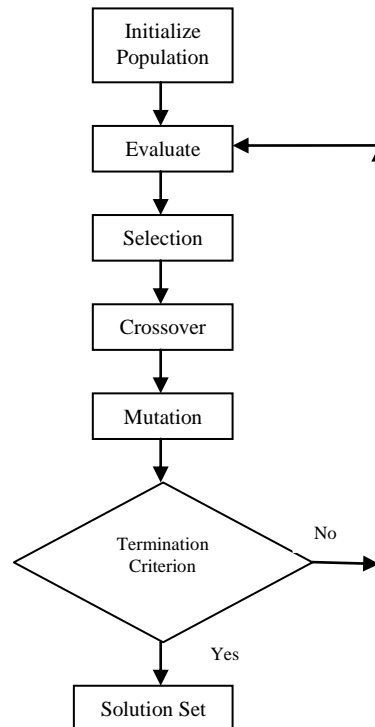 Initialize
Population
Evaluate
Selection
Crossover
Mutation
Termination
Criterion
No
Yes
Solution Set